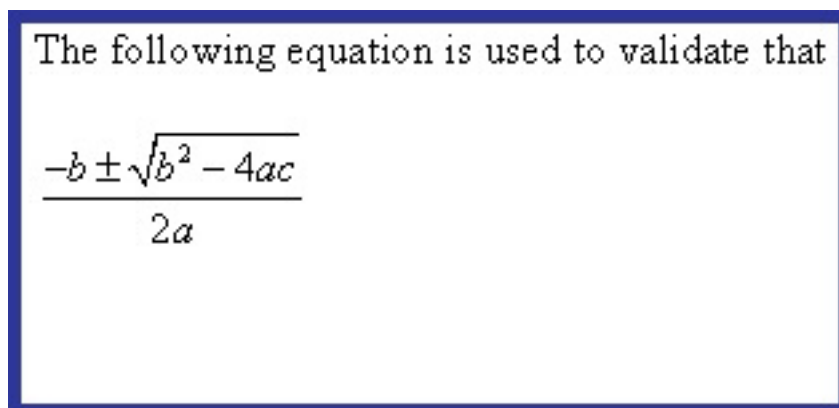 The following equation is used to validate that
-b ± √(b² – 4ac)
2a